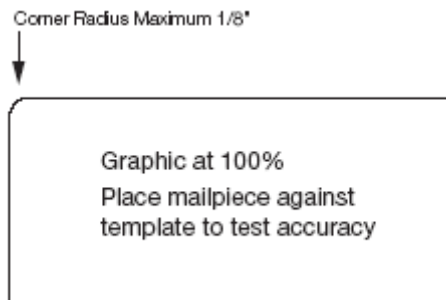 Corner Radius Maximum 1/8"
Graphic at 100%
Place mailpiece against
template to test accuracy